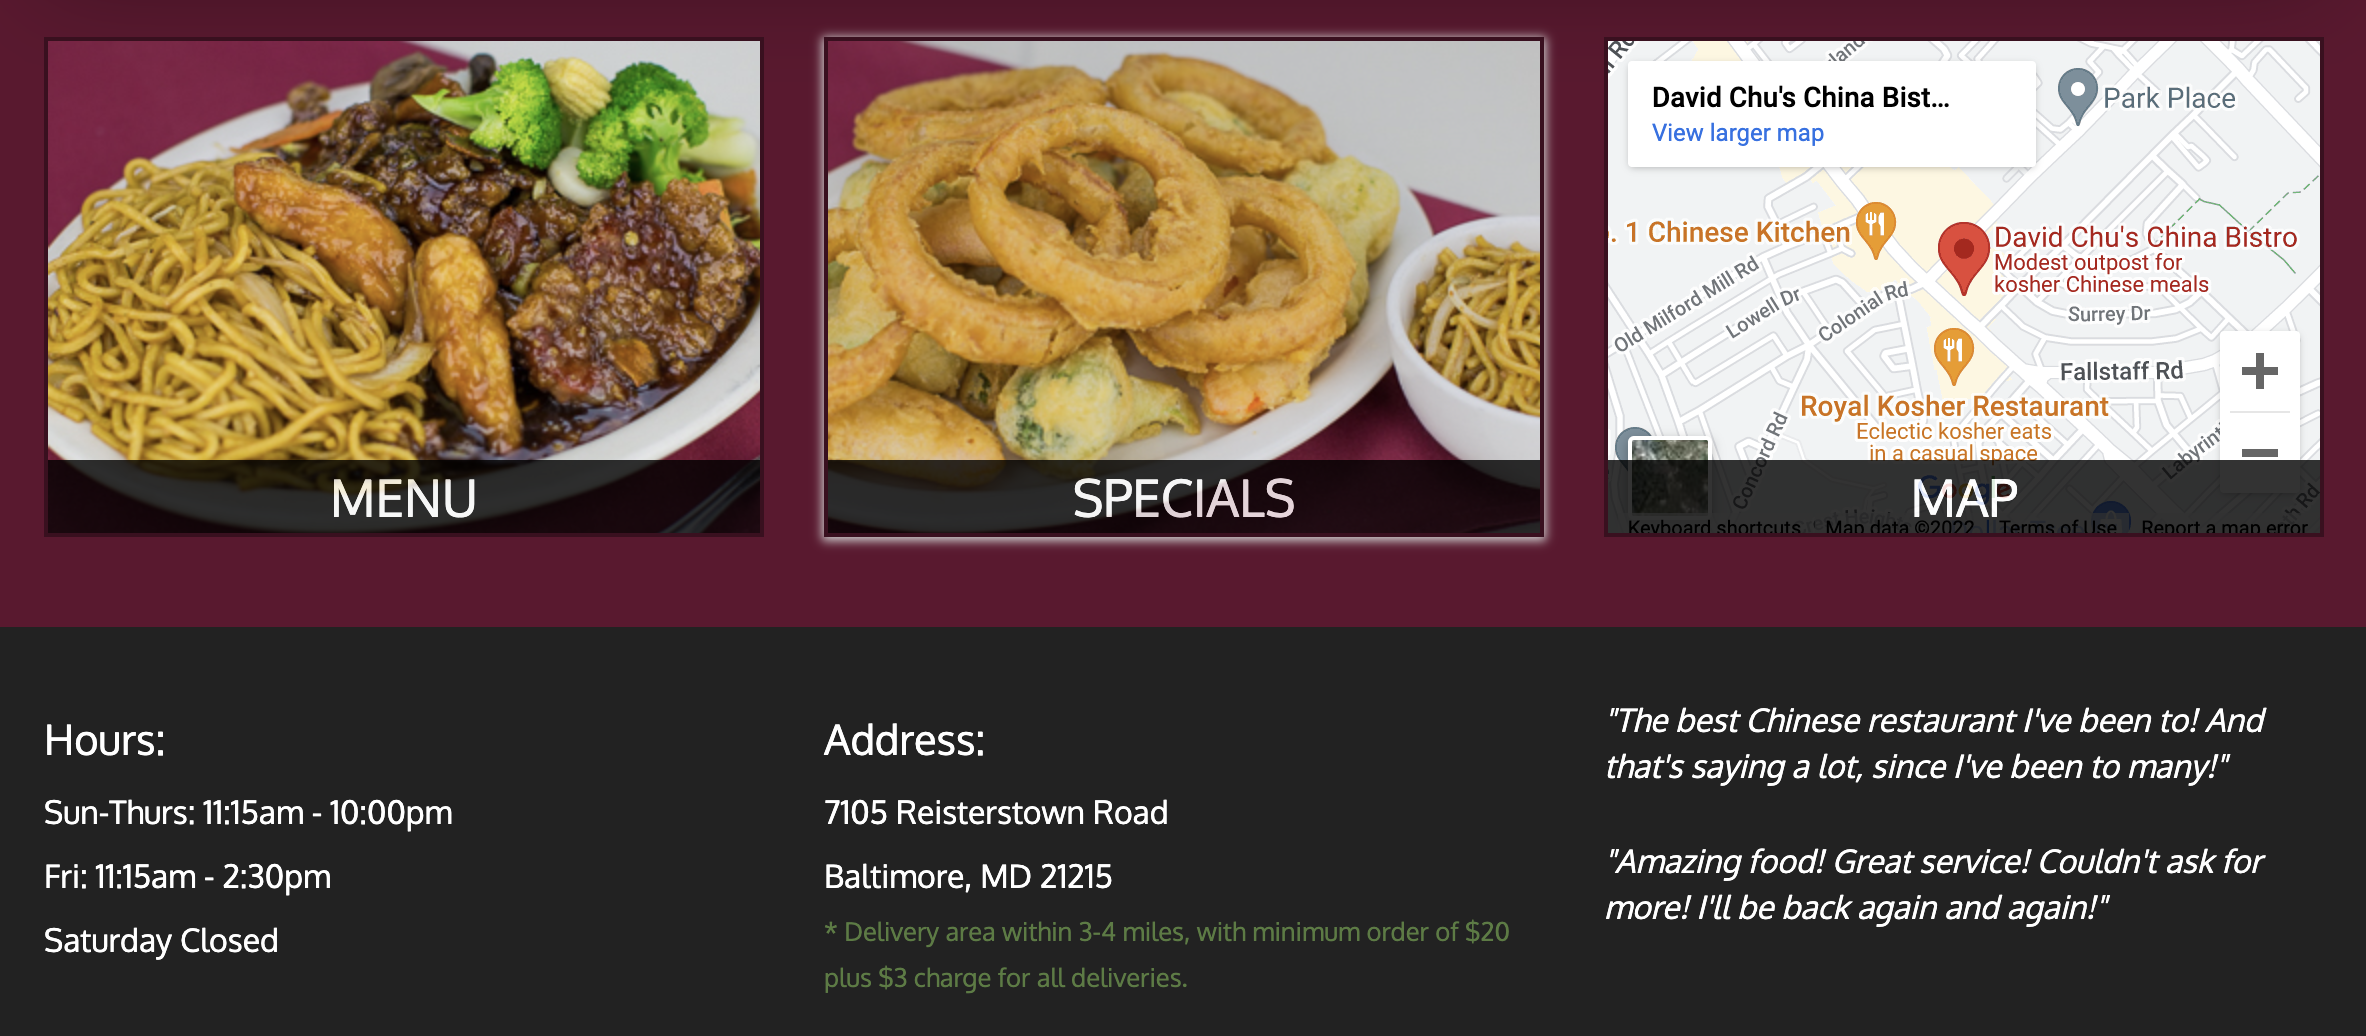 MENU
SPECIALS
David Chu's China Bist...
View larger map
Park Place
. 1 Chinese Kitchen
David Chu's China Bistro
Modest outpost for
kosher Chinese meals
Old Milford Mill Rd
Lowell Dr
Colonial Rd
Surrey Dr
Fallstaff Rd
Royal Kosher Restaurant
Eclectic kosher eats
in a casual space
Concord Rd
Google
MAP
Keyboard shortcuts
Map data ©2022
Terms of Use
Report a map error
Hours:
Sun-Thurs: 11:15am - 10:00pm
Fri: 11:15am - 2:30pm
Saturday Closed
Address:
7105 Reisterstown Road
Baltimore, MD 21215
* Delivery area within 3-4 miles, with minimum order of $20
plus $3 charge for all deliveries.
"The best Chinese restaurant I've been to! And
that's saying a lot, since I've been to many!"
"Amazing food! Great service! Couldn't ask for
more! I'll be back again and again!"